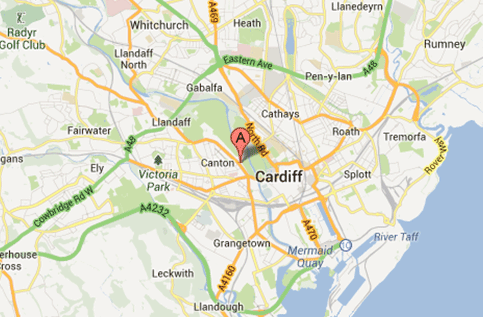 Radyr
Golf Club
Whitchurch
A469
Heath
Llanedeyrn
Rumney
Llandaff
North
Eastern Ave
Pen-y-lan
A48
Gabalfa
Cathays
Fairwater
A48
Llandaff
North Rd
Roath
Tremorfa
Rover Way
gans
Ely
Canton
A
Victoria
Park
Cardiff
Splott
Cowbridge Rd W
A4232
A470
River Taff
erhouse
Cross
Grangetown
Mermaid
Quay
Leckwith
A4160
Llandough